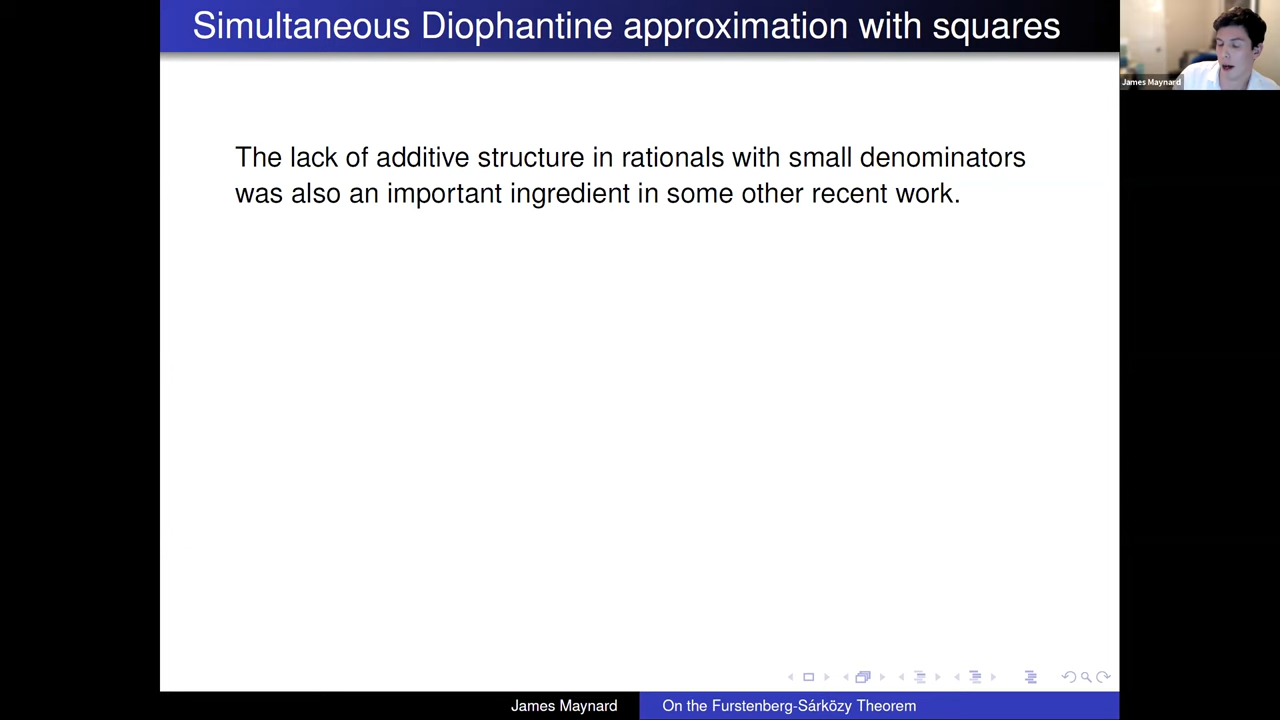 Simultaneous Diophantine approximation with squares
James Maynard
The lack of additive structure in rationals with small denominators
was also an important ingredient in some other recent work.
James Maynard
On the Furstenberg-Sárközy Theorem